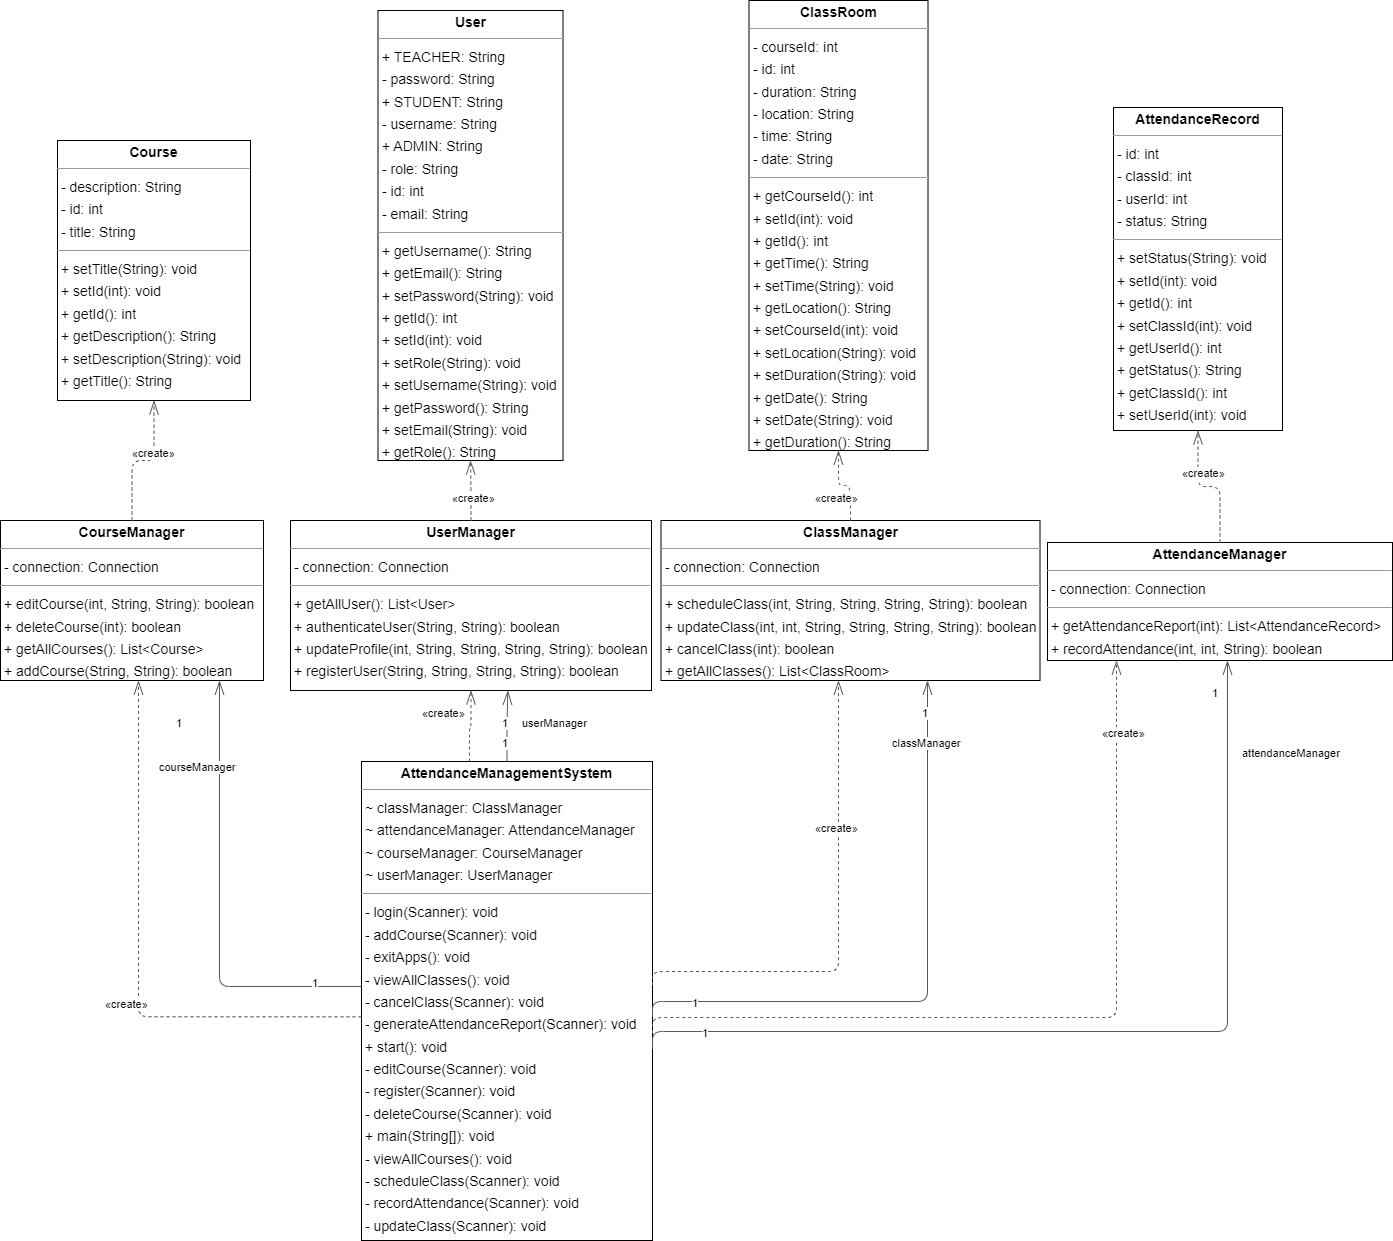 Course
- description: String
- id: int
- title: String
+ setTitle(String): void
+ setId(int): void
+ getId(): int
+ getDescription(): String
+ setDescription(String): void
+ getTitle(): String
User
+ TEACHER: String
- password: String
+ STUDENT: String
- username: String
+ ADMIN: String
- role: String
- id: int
- email: String
+ getUsername(): String
+ getEmail(): String
+ setPassword(String): void
+ getId(): int
+ setId(int): void
+ setRole(String): void
+ setUsername(String): void
+ getPassword(): String
+ setEmail(String): void
+ getRole(): String
ClassRoom
- courseId: int
- id: int
- duration: String
- location: String
- time: String
- date: String
+ getCourseId(): int
+ setId(int): void
+ getId(): int
+ getTime(): String
+ setTime(String): void
+ getLocation(): String
+ setCourseId(int): void
+ setLocation(String): void
+ setDuration(String): void
+ getDate(): String
+ setDate(String): void
+ getDuration(): String
AttendanceRecord
- id: int
- classId: int
- userId: int
- status: String
+ setStatus(String): void
+ setId(int): void
+ getId(): int
+ setClassId(int): void
+ getUserId(): int
+ getStatus(): String
+ getClassId(): int
+ setUserId(int): void
«create»
«create»
«create»
«create»
CourseManager
- connection: Connection
+ editCourse(int, String, String): boolean
+ deleteCourse(int): boolean
+ getAllCourses(): List<Course>
+ addCourse(String, String): boolean
UserManager
- connection: Connection
+ getAllUser(): List<User>
+ authenticateUser(String, String): boolean
+ updateProfile(int, String, String, String, String): boolean
+ registerUser(String, String, String, String): boolean
ClassManager
- connection: Connection
+ scheduleClass(int, String, String, String, String): boolean
+ updateClass(int, int, String, String, String, String): boolean
+ cancelClass(int): boolean
+ getAllClasses(): List<ClassRoom>
AttendanceManager
- connection: Connection
+ getAttendanceReport(int): List<AttendanceRecord>
+ recordAttendance(int, int, String): boolean
1
courseManager
«create»
1
userManager
1
1
classManager
1
attendanceManager
«create»
«create»
«create»
1
1
1
AttendanceManagementSystem
~ classManager: ClassManager
~ attendanceManager: AttendanceManager
~ courseManager: CourseManager
~ userManager: UserManager
- login(Scanner): void
- addCourse(Scanner): void
- exitApps(): void
- viewAllClasses(): void
- cancelClass(Scanner): void
- generateAttendanceReport(Scanner): void
+ start(): void
- editCourse(Scanner): void
- register(Scanner): void
- deleteCourse(Scanner): void
+ main(String[]): void
- viewAllCourses(): void
- scheduleClass(Scanner): void
- recordAttendance(Scanner): void
- updateClass(Scanner): void